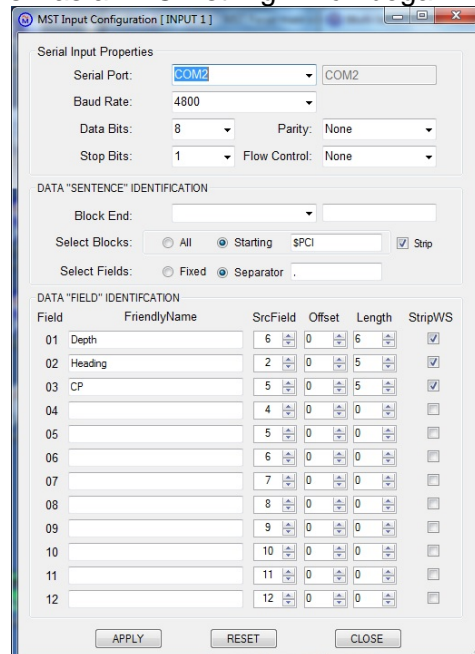 MST Input Configuration [ INPUT 1 ]
Serial Input Properties
Serial Port: COM2 COM2
Baud Rate: 4800
Data Bits: 8 Parity: None
Stop Bits: 1 Flow Control: None
DATA "SENTENCE" IDENTIFICATION
Block End:
Select Blocks: All Starting $PCI Strip
Select Fields: Fixed Separator ,
DATA "FIELD" IDENTIFCATION
Field FriendlyName SrcField Offset Length StripWS
01 Depth 6 0 6
02 Heading 2 0 5
03 CP 5 0 5
04 4 0 0
05 5 0 0
06 6 0 0
07 7 0 0
08 8 0 0
09 9 0 0
10 10 0 0
11 11 0 0
12 12 0 0
APPLY RESET CLOSE